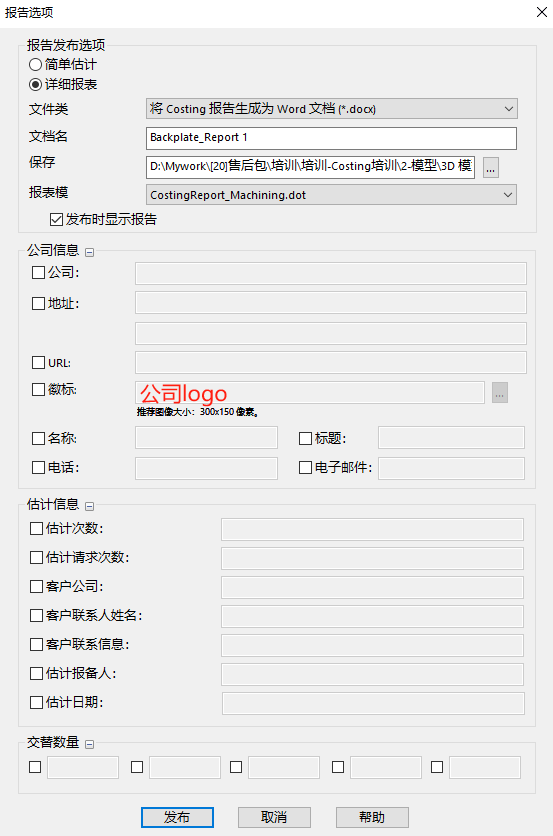 报告选项
报告发布选项
简单估计
详细报表
文件类 将 Costing 报告生成为 Word 文档 (*.docx)
文档名 Backplate_Report 1
保存 D:\Mywork\[20]售后包\培训\培训-Costing培训\2-模型\3D 模 ...
报表模 CostingReport_Machining.dot
发布时显示报告
公司信息
公司:
地址:
URL:
徽标: 公司logo ...
推荐图像大小: 300x150 像素。
名称: 标题:
电话: 电子邮件:
估计信息
估计次数:
估计请求次数:
客户公司:
客户联系人姓名:
客户联系信息:
估计报备人:
估计日期:
交替数量
发布 取消 帮助